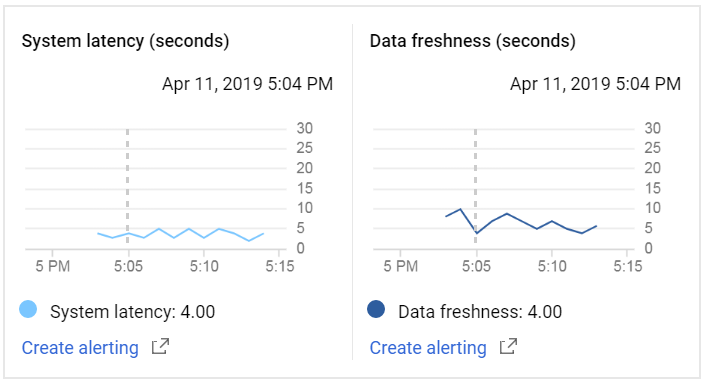 System latency (seconds)
Apr 11, 2019 5:04 PM
30
25
20
15
10
5
0
5 PM 5:05 5:10 5:15
System latency: 4.00
Create alerting
Data freshness (seconds)
Apr 11, 2019 5:04 PM
30
25
20
15
10
5
0
5 PM 5:05 5:10 5:15
Data freshness: 4.00
Create alerting